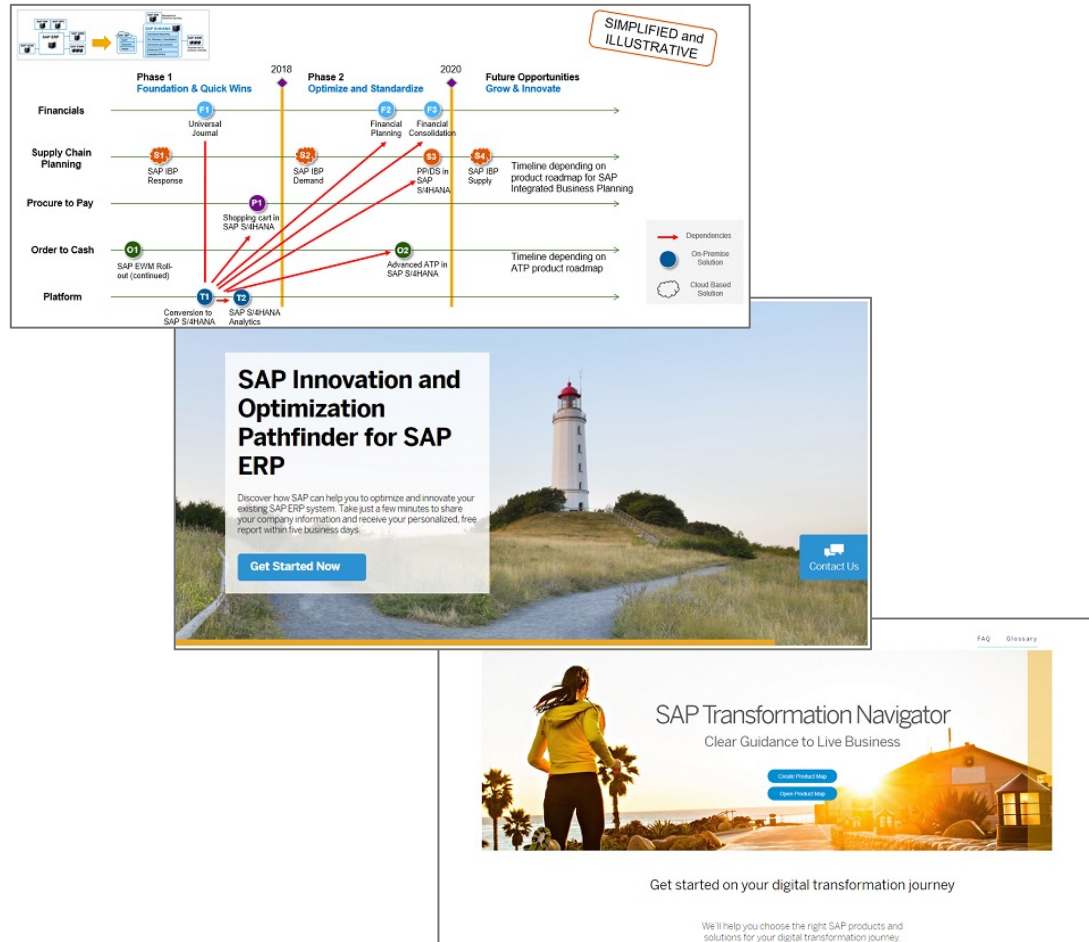 SAP ERP
SAP S/4HANA
SIMPLIFIED and
ILLUSTRATIVE
2018
2020
Phase 1
Foundation & Quick Wins
Phase 2
Optimize and Standardize
Future Opportunities
Grow & Innovate
Financials
F1
Universal
Journal
F2
Financial
Planning
F3
Financial
Consolidation
Supply Chain
Planning
S1
SAP IBP
Response
S2
SAP IBP
Demand
S3
PP/DS in
SAP
S/4HANA
S4
SAP IBP
Supply
Timeline depending on
product roadmap for SAP
Integrated Business Planning
Procure to Pay
P1
Shopping cart in
SAP S/4HANA
Order to Cash
O1
SAP EWM Roll-
out (continued)
O2
Advanced ATP in
SAP S/4HANA
Timeline depending on
ATP product roadmap
Platform
T1
Conversion to
SAP S/4HANA
T2
SAP S/4HANA
Analytics
Dependencies
On-Premise
Solution
Cloud Based
Solution
SAP Innovation and
Optimization
Pathfinder for SAP
ERP
Discover how SAP can help you to optimize and innovate your
existing SAP ERP system. Take just a few minutes to share
your company information and receive your personalized, free
report within five business days.
Get Started Now
Contact Us
FAQ Glossary
SAP Transformation Navigator
Clear Guidance to Live Business
Create Product Map
Open Product Map
Get started on your digital transformation journey
We'll help you choose the right SAP products and
solutions for your digital transformation journey.